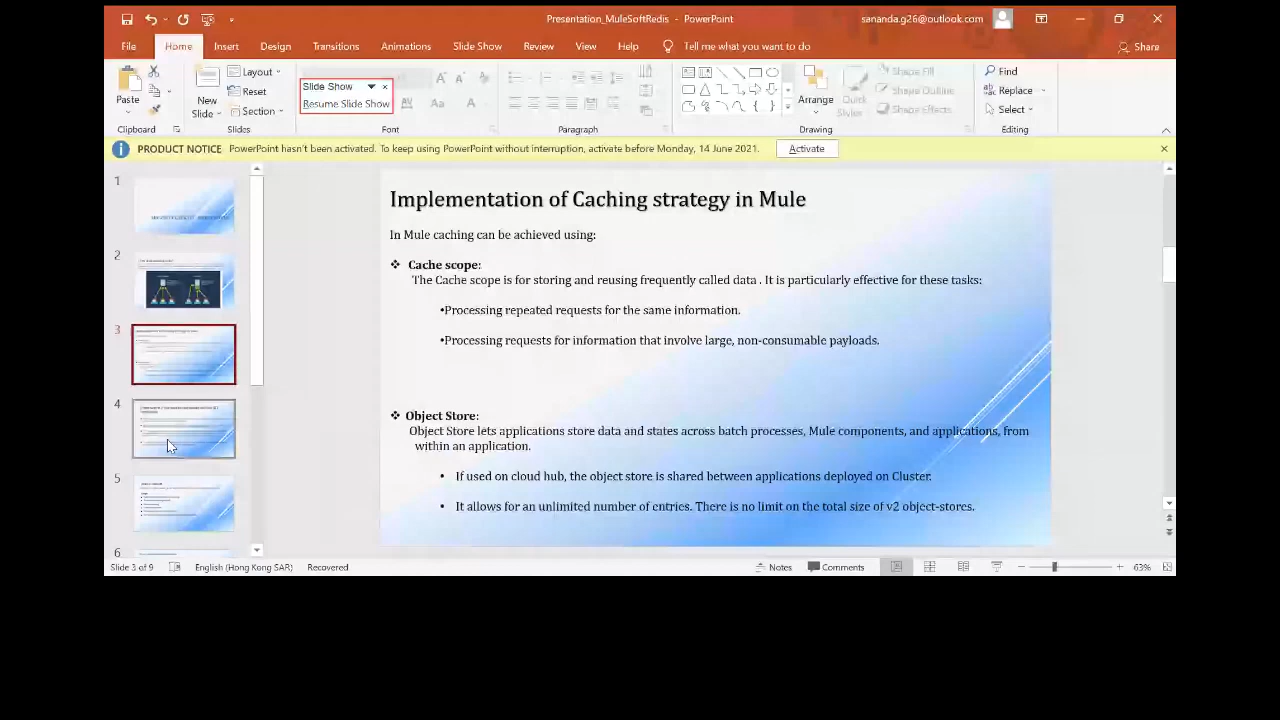 Presentation_MuleSoftRedis - PowerPoint
sananda.g26@outlook.com
File Home Insert Design Transitions Animations Slide Show Review View Help Tell me what you want to do Share
Paste
Clipboard
New Slide
Layout
Reset
Section
Slides
Slide Show
Resume Slide Show
Aa
A
Font
Paragraph
Arrange
Quick Styles
Shape Fill
Shape Outline
Shape Effects
Drawing
Find
Replace
Select
Editing
PRODUCT NOTICE PowerPoint hasn't been activated. To keep using PowerPoint without interruption, activate before Monday, 14 June 2021. Activate
1
2
3
4
5
6
Implementation of Caching strategy in Mule
In Mule caching can be achieved using:
❖ Cache scope:
The Cache scope is for storing and reusing frequently called data . It is particularly effective for these tasks:
•Processing repeated requests for the same information.
•Processing requests for information that involve large, non-consumable payloads.
❖ Object Store:
Object Store lets applications store data and states across batch processes, Mule components, and applications, from
within an application.
• If used on cloud hub, the object store is shared between applications deployed on Cluster.
• It allows for an unlimited number of entries. There is no limit on the total size of v2 object-stores.
Slide 3 of 9 English (Hong Kong SAR) Recovered Notes Comments 63%